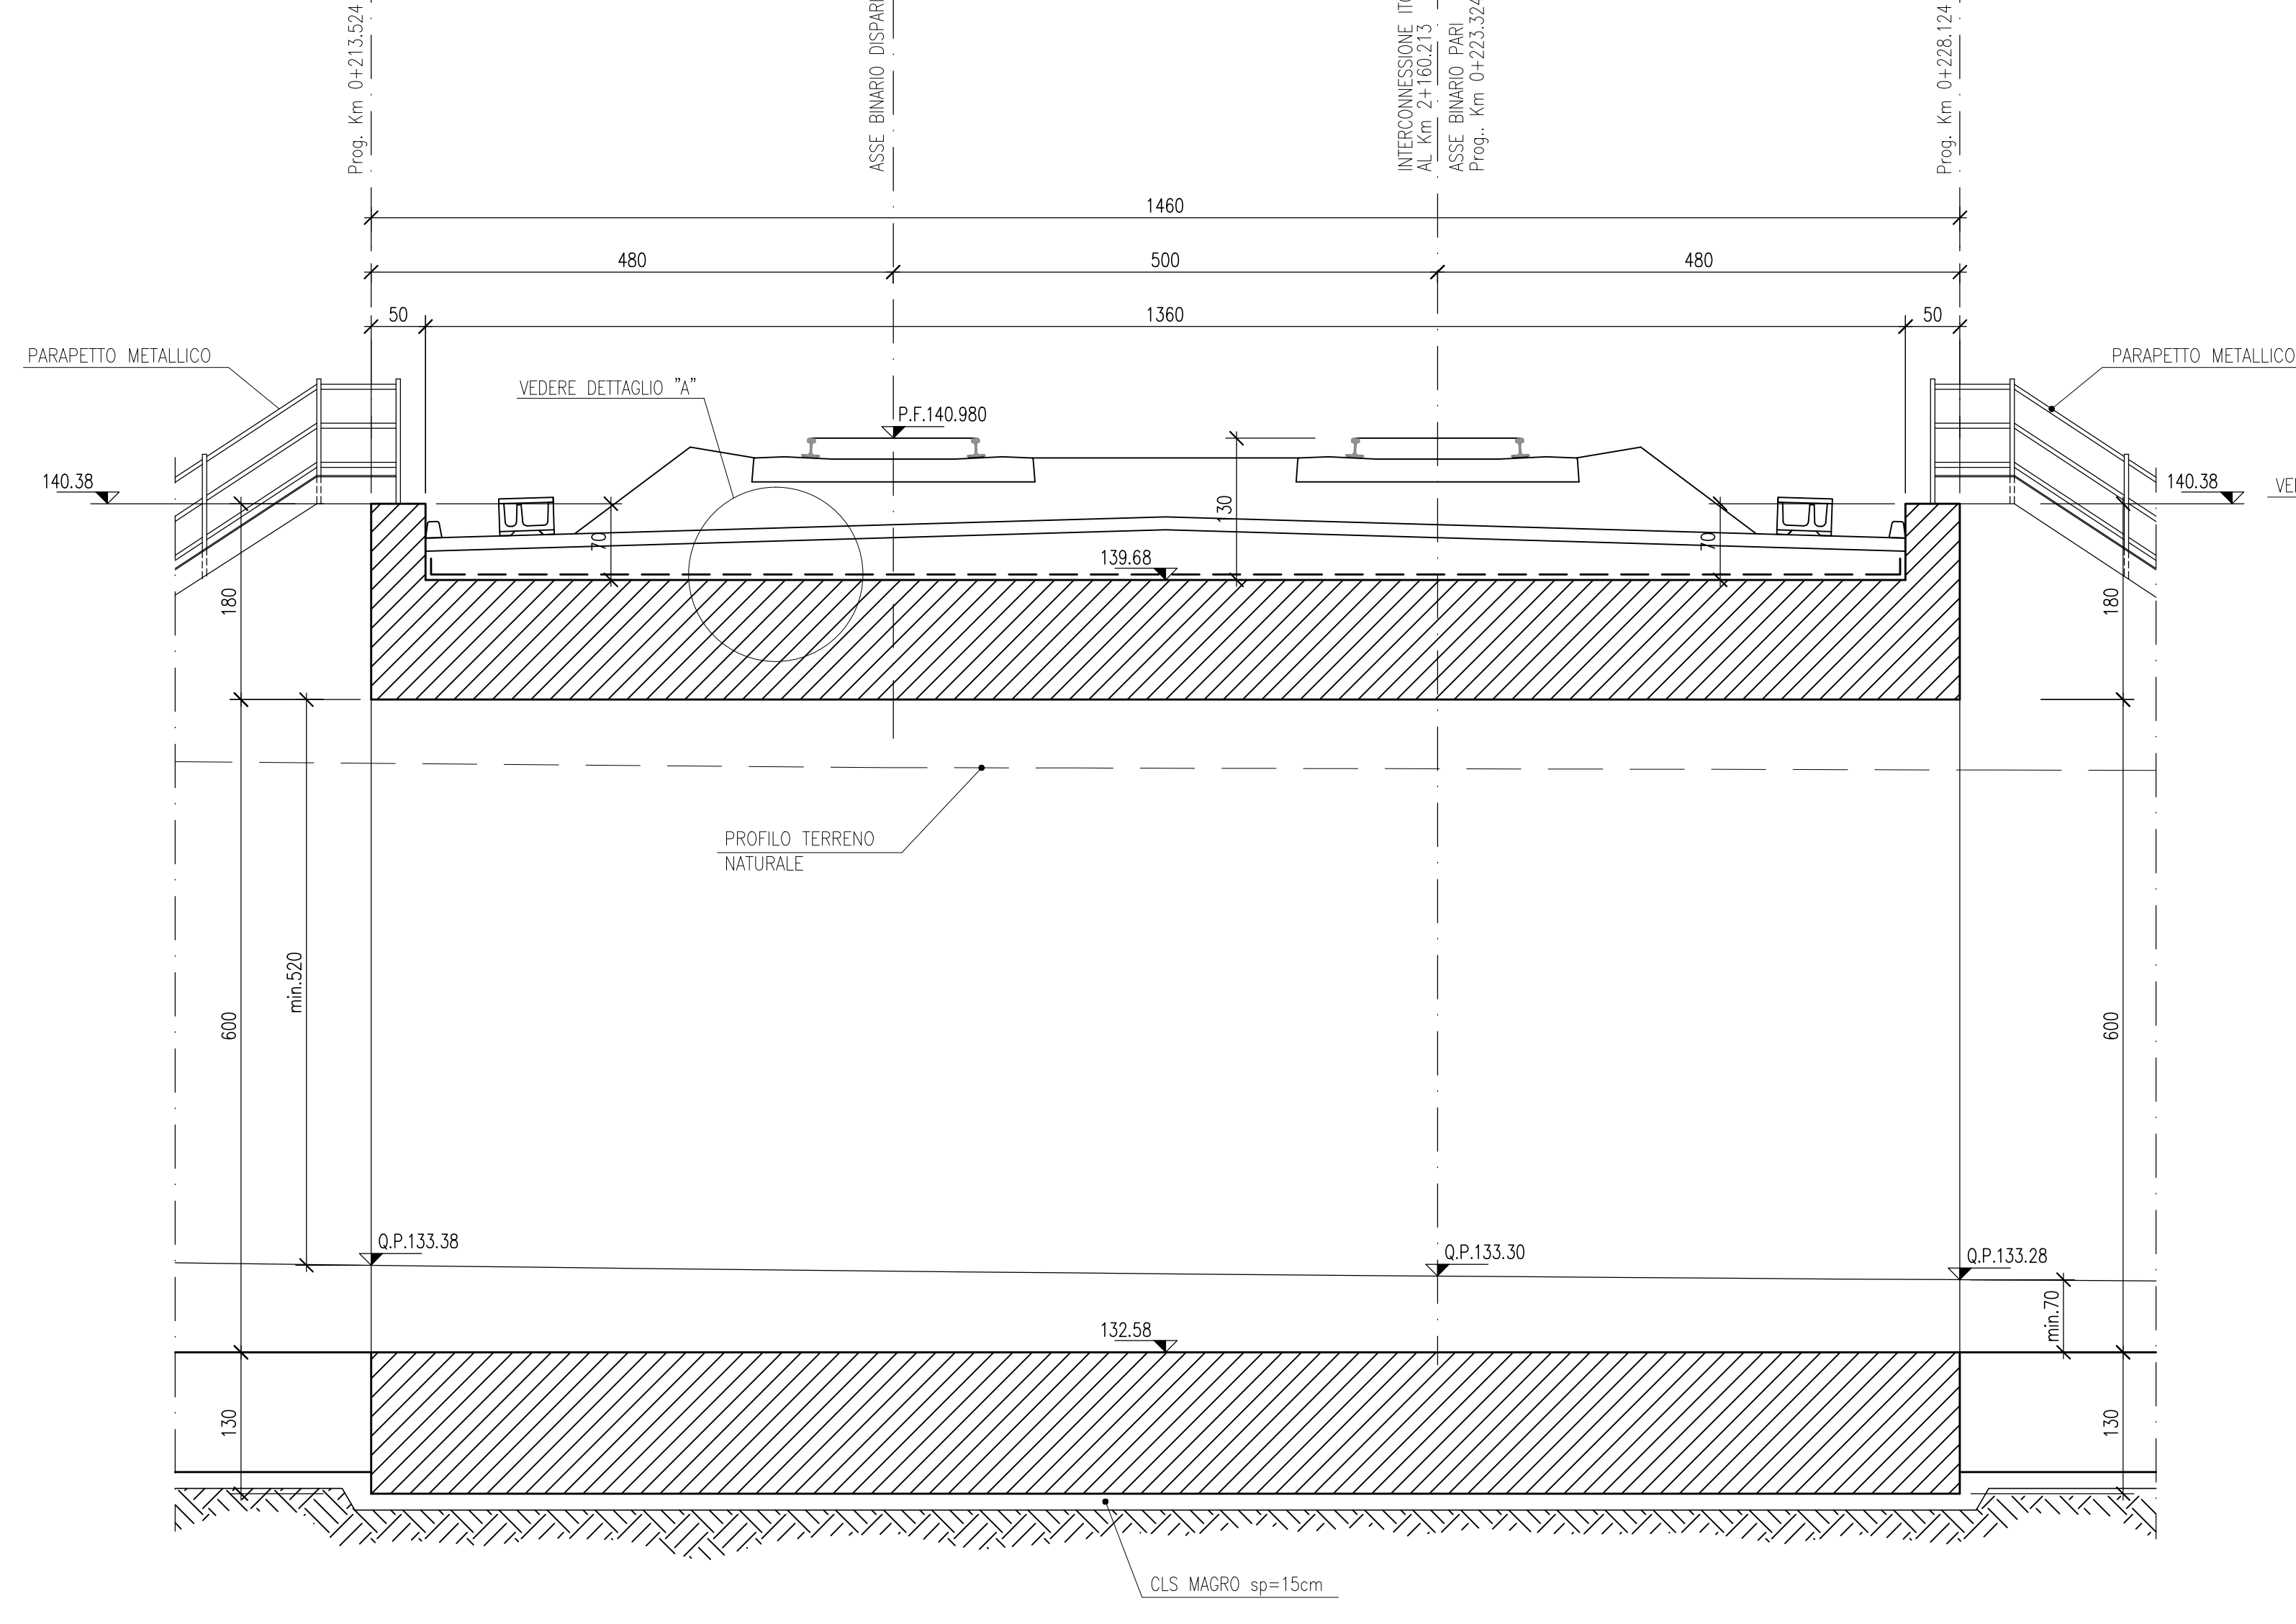 Prog. Km 0+213.524
ASSE BINARIO DISPARI
INTERCONNESSIONE
AL Km 2+160.213
ASSE BINARIO PARI
Prog.. Km 0+223.324
Prog. Km 0+228.124
1460
480
500
480
50
1360
50
PARAPETTO METALLICO
PARAPETTO METALLICO
VEDERE DETTAGLIO "A"
P.F.140.980
140.38
140.38
130
70
70
139.68
180
180
PROFILO TERRENO
NATURALE
min.520
600
600
Q.P.133.38
Q.P.133.30
Q.P.133.28
min.70
132.58
130
130
CLS MAGRO sp=15cm